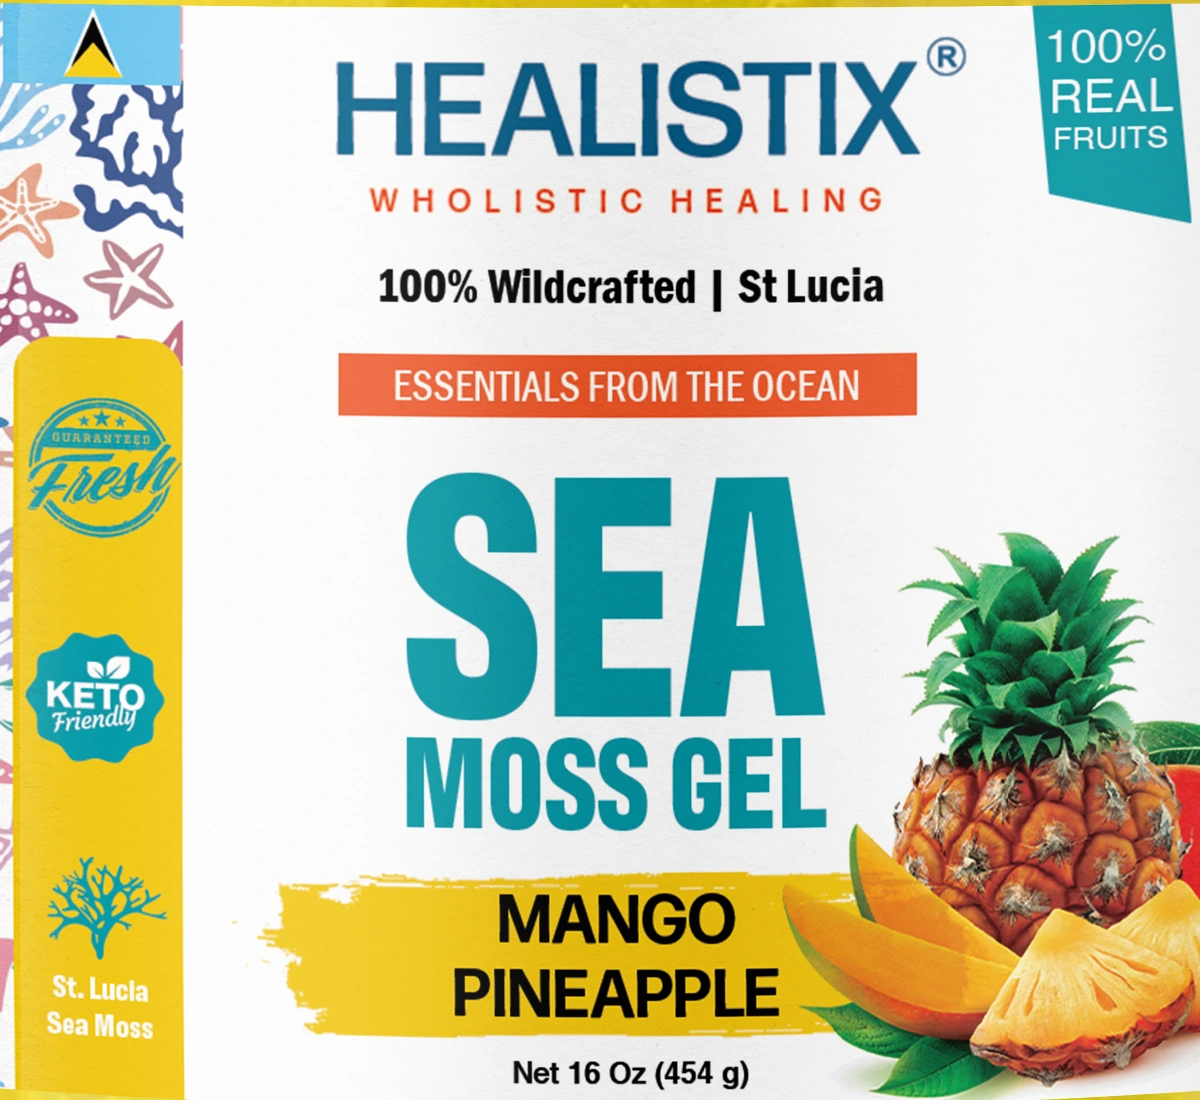 HEALISTIX®
WHOLISTIC HEALING
100% Wildcrafted | St Lucia
ESSENTIALS FROM THE OCEAN
SEA
MOSS GEL
MANGO
PINEAPPLE
Net 16 Oz (454 g)
100%
REAL
FRUITS
GUARANTEED
Fresh
KETO
Friendly
St. Lucia
Sea Moss